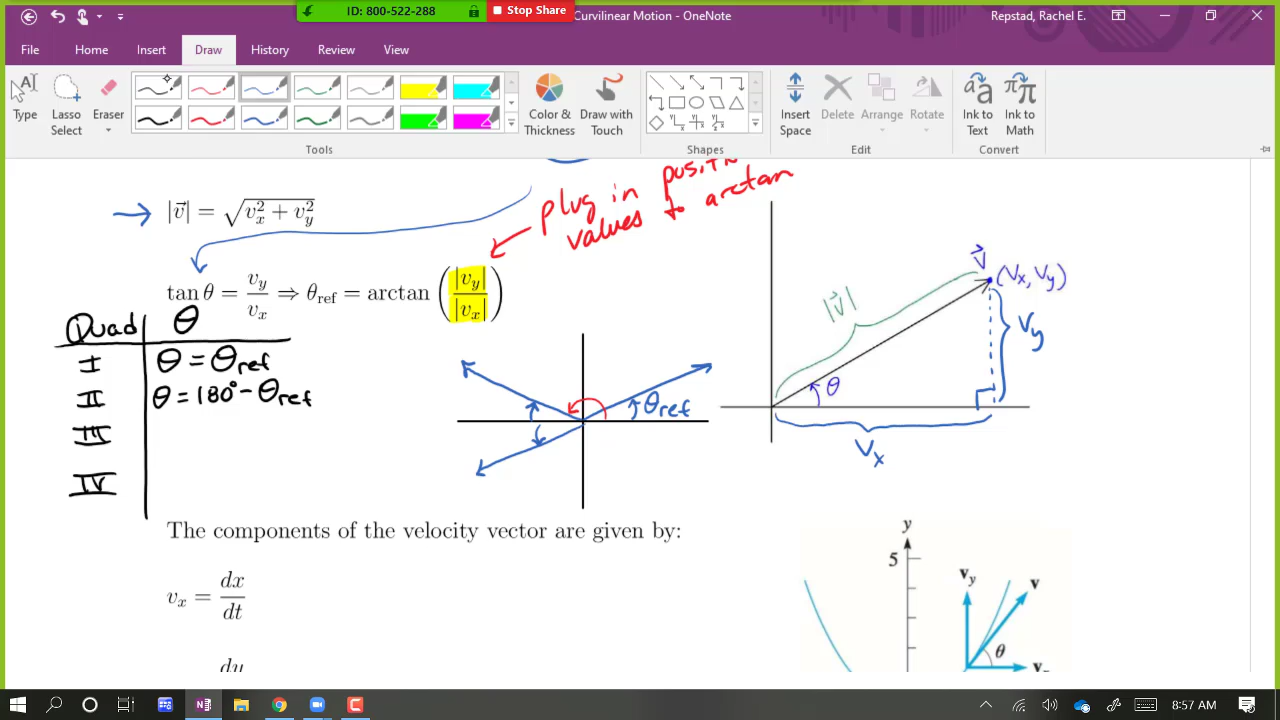 ID: 800-522-288
Stop Share
Curvilinear Motion - OneNote
Repstad, Rachel E.
File Home Insert Draw History Review View
Type
Lasso Select
Eraser
Color & Thickness
Draw with Touch
Insert Space
Delete
Arrange
Rotate
Ink to Text
Ink to Math
Tools
Shapes
Edit
Convert
plug in
values to arctan
|v⃗| = √(v_x^2 + v_y^2)
tan θ = v_y/v_x ⇒ θ_ref = arctan (|v_y|/|v_x|)
Quad θ
I θ = θ_ref
II θ = 180° - θ_ref
III
IV
θ_ref
|v⃗|
v⃗
(v_x, v_y)
v_y
θ
v_x
The components of the velocity vector are given by:
v_x = dx/dt
y
5
v_y
v
θ
8:57 AM